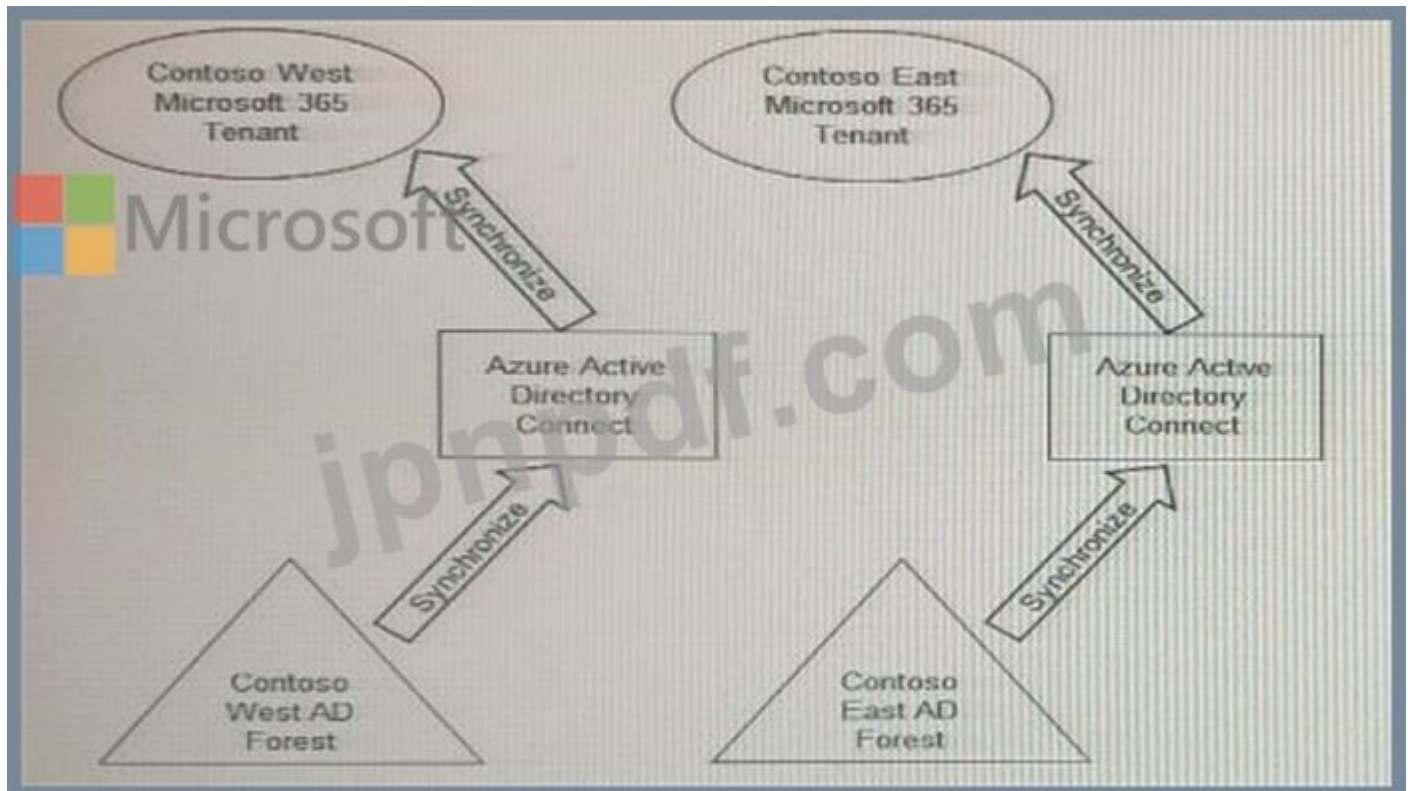 Contoso West
Microsoft 365
Tenant
Contoso East
Microsoft 365
Tenant
Microsoft
Synchronize
Synchronize
Azure Active
Directory
Connect
Azure Active
Directory
Connect
jpnpdf.com
Synchronize
Synchronize
Contoso
West AD
Forest
Contoso
East AD
Forest